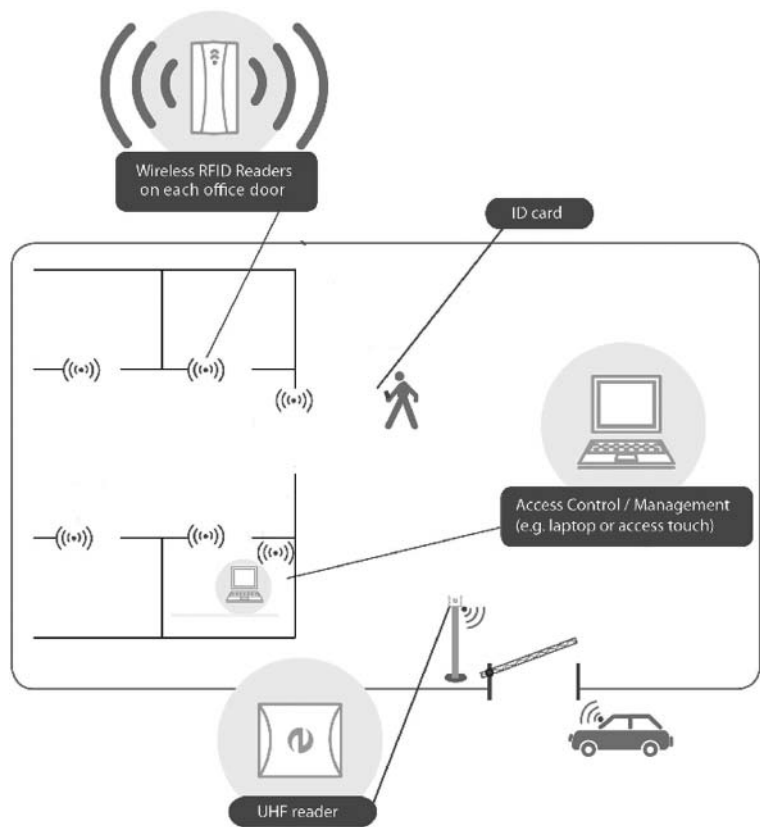 Wireless RFID Readers
on each office door
ID card
Access Control / Management
(e.g. laptop or access touch)
UHF reader